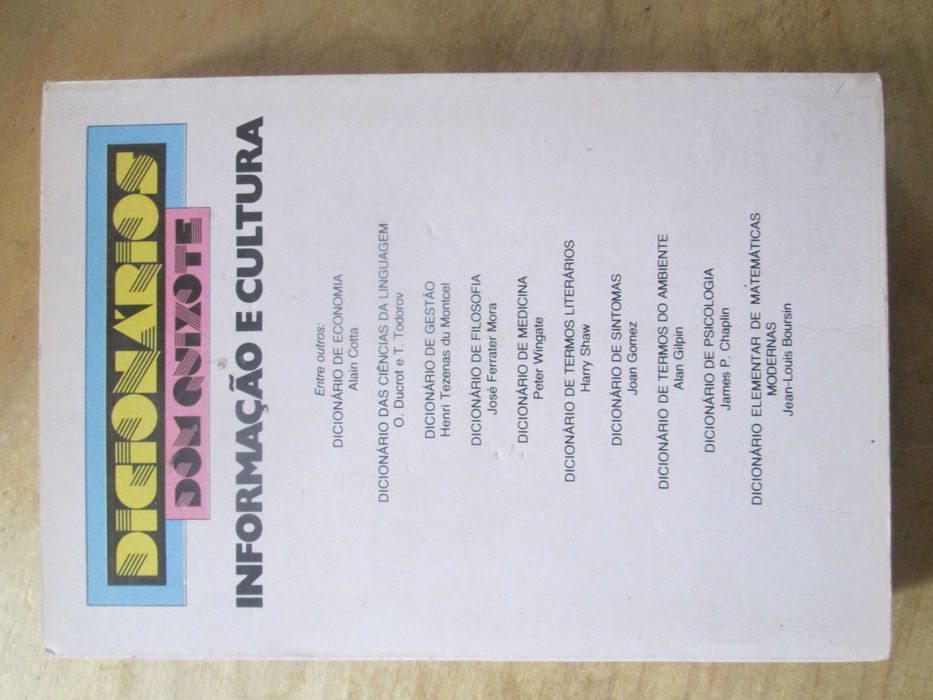 DICIONÁRIOS
DOM QUIXOTE
INFORMAÇÃO E CULTURA
Entre outros:
DICIONÁRIO DE ECONOMIA
Alain Cotta
DICIONÁRIO DAS CIÊNCIAS DA LINGUAGEM
O. Ducrot e T. Todorov
DICIONÁRIO DE GESTÃO
Henri Tezenas du Montcel
DICIONÁRIO DE FILOSOFIA
José Ferrater Mora
DICIONÁRIO DE MEDICINA
Peter Wingate
DICIONÁRIO DE TERMOS LITERÁRIOS
Harry Shaw
DICIONÁRIO DE SINTOMAS
Joan Gomez
DICIONÁRIO DE TERMOS DO AMBIENTE
Alan Gilpin
DICIONÁRIO DE PSICOLOGIA
James P. Chaplin
DICIONÁRIO ELEMENTAR DE MATEMÁTICAS
MODERNAS
Jean-Louis Boursin